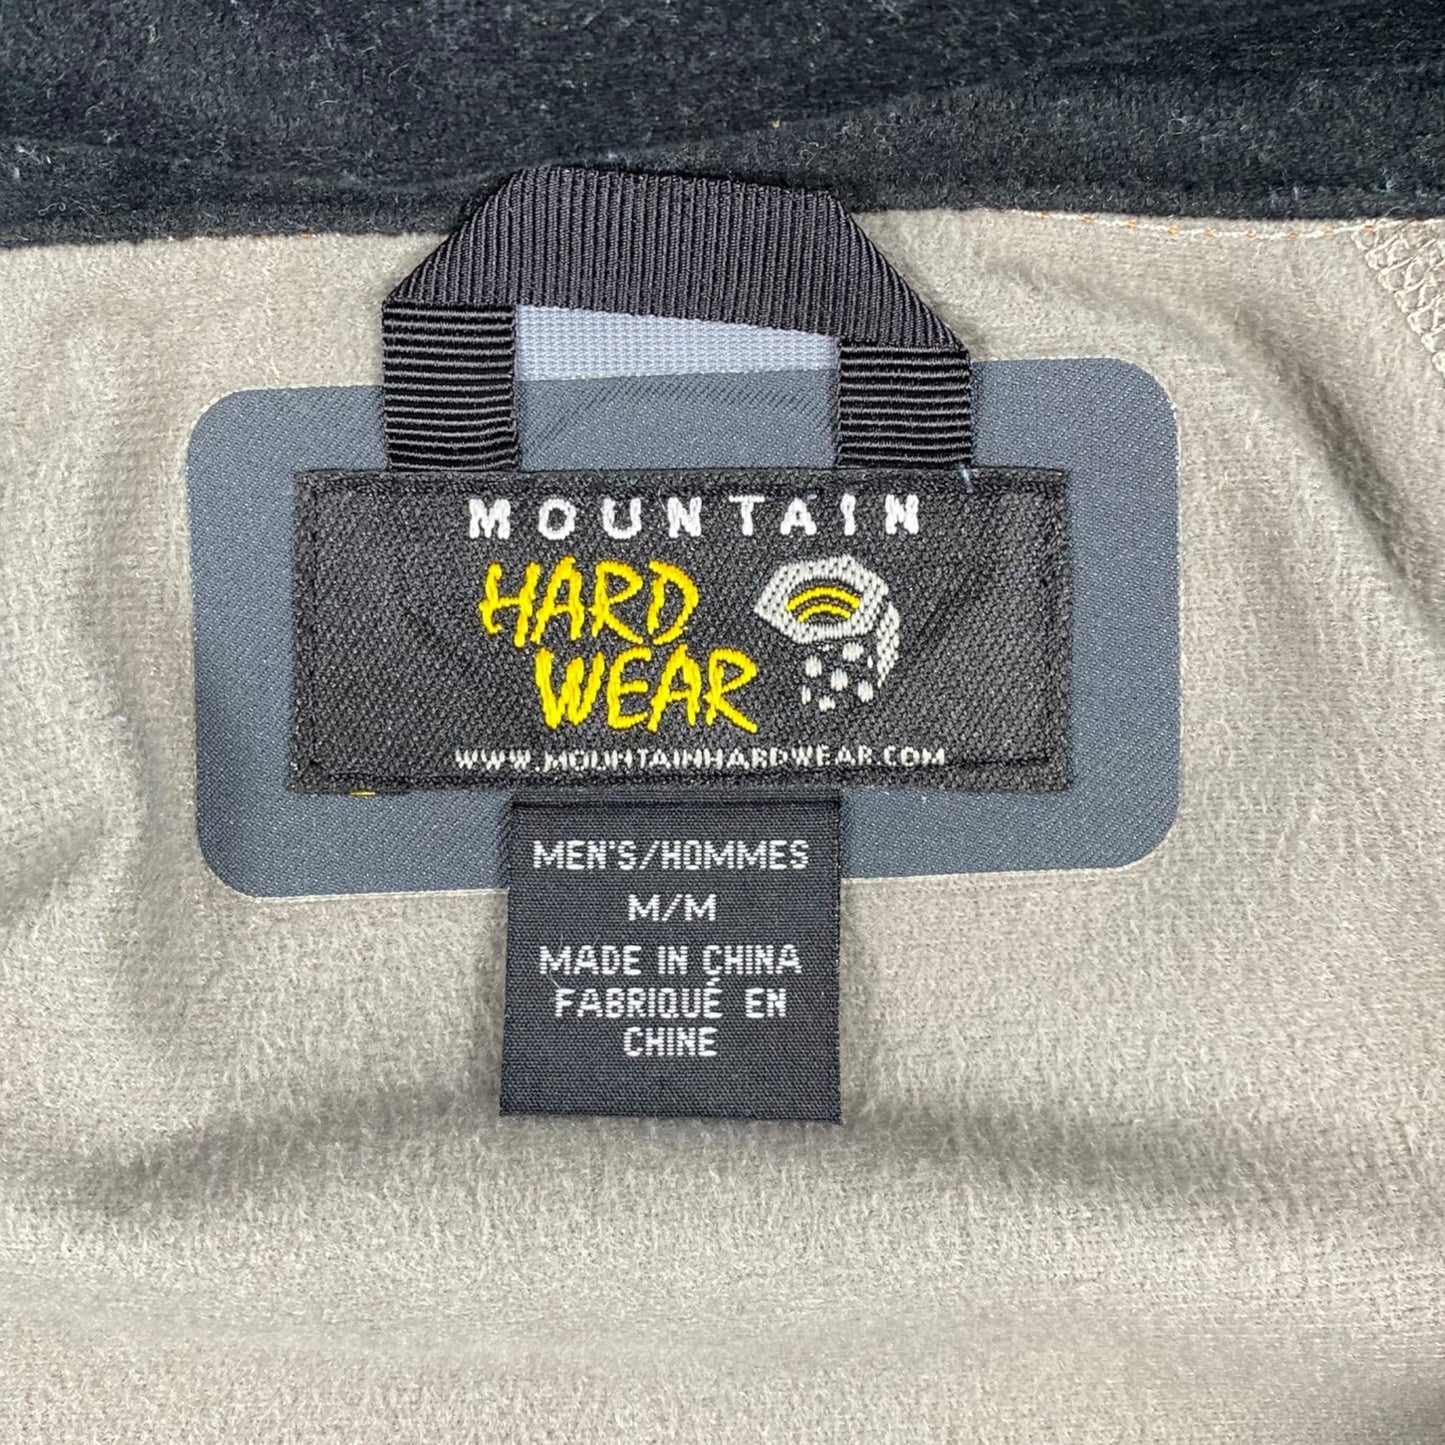 MOUNTAIN
HARD
WEAR
WWW.MOUNTAINHARDWEAR.COM
MEN'S/HOMMES
M/M
MADE IN CHINA
FABRIQUÉ EN
CHINE